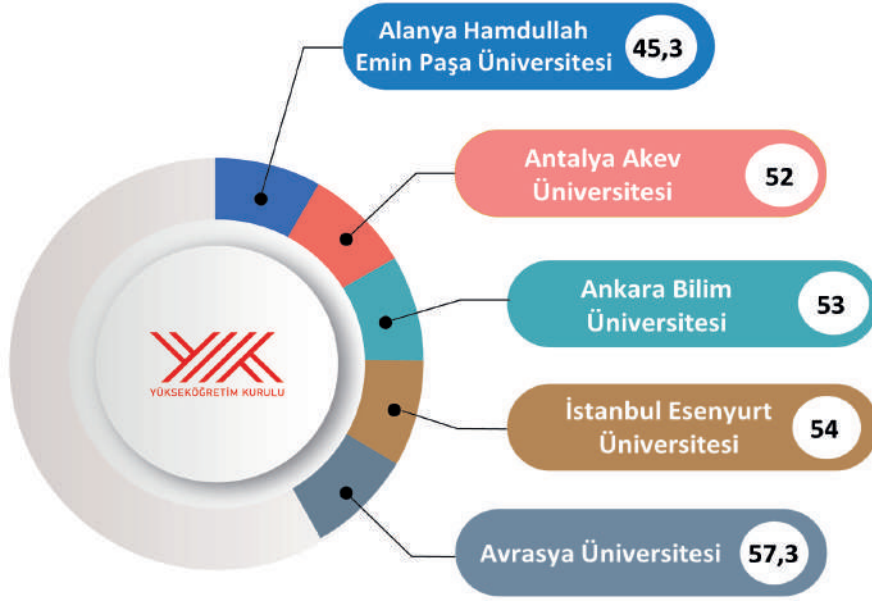 Alanya Hamdullah
Emin Paşa Üniversitesi
45,3
Antalya Akev
Üniversitesi
52
Ankara Bilim
Üniversitesi
53
YÜKSEKÖĞRETİM KURULU
İstanbul Esenyurt
Üniversitesi
54
Avrasya Üniversitesi
57,3